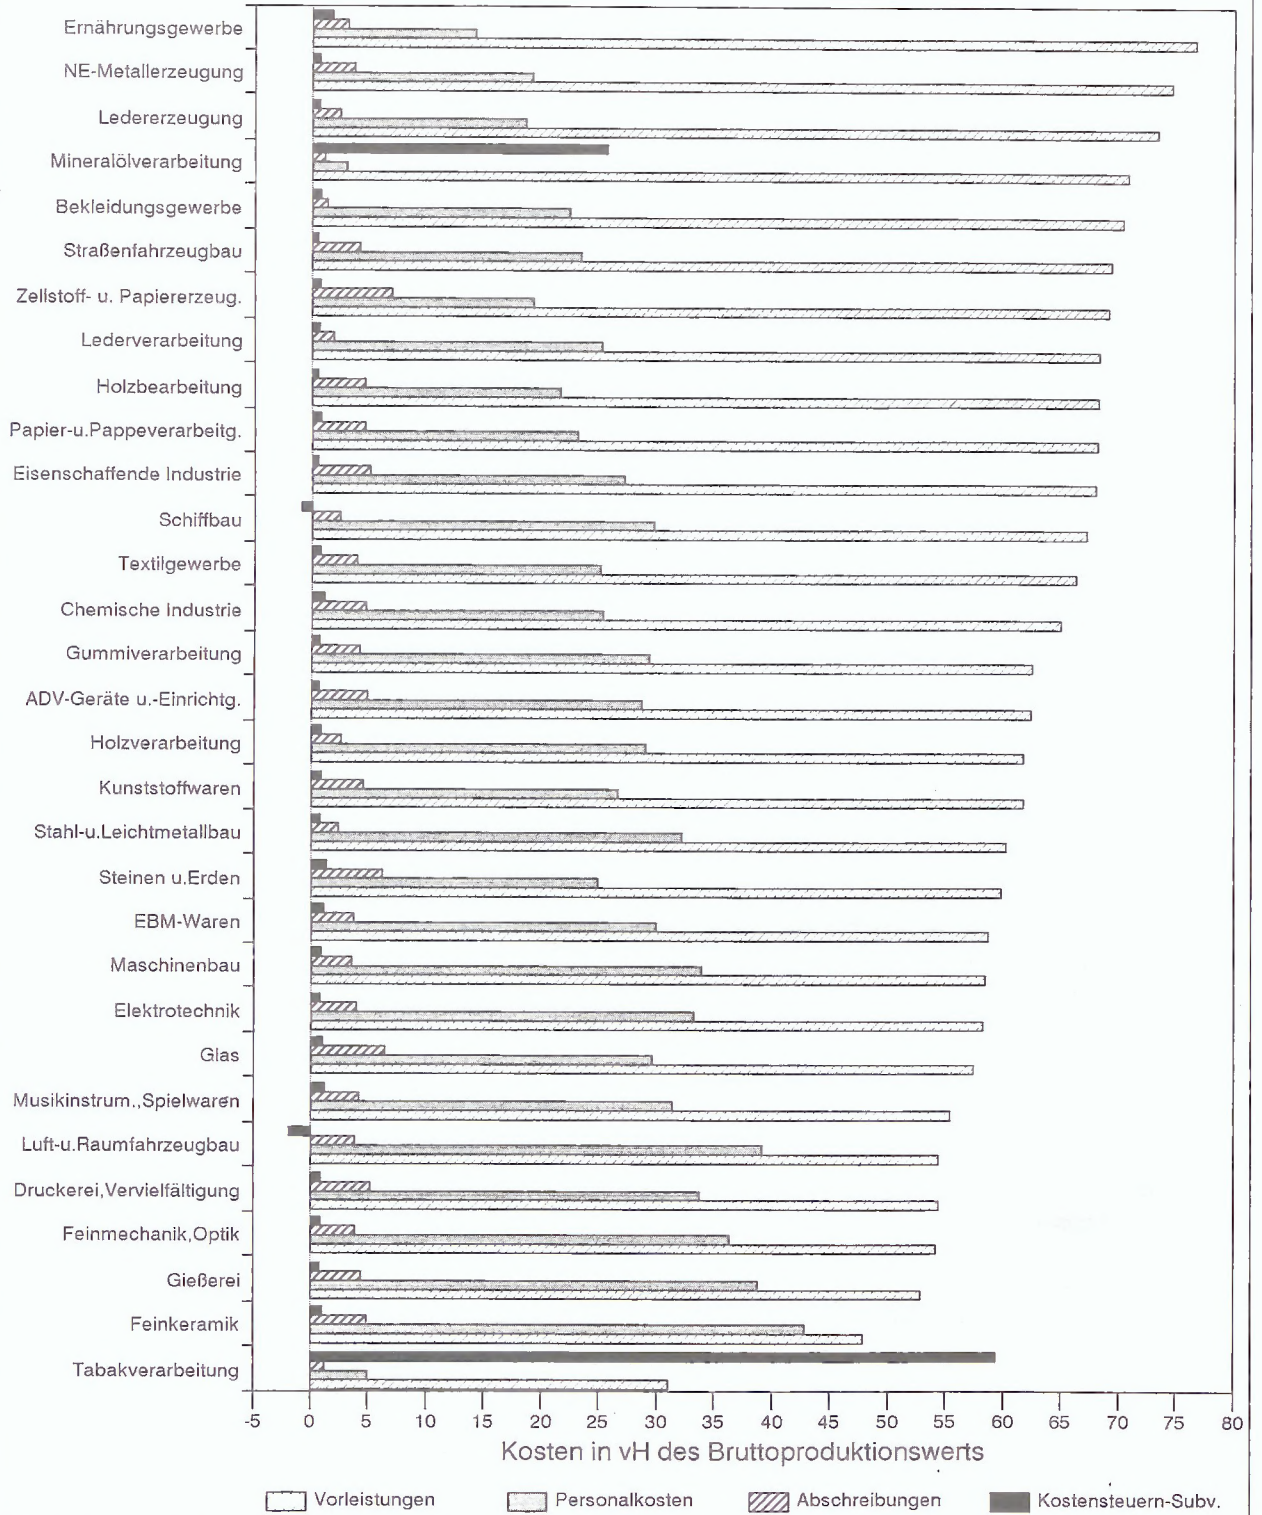 Ernährungsgewerbe
NE-Metallerzeugung
Ledererzeugung
Mineralölverarbeitung
Bekleidungsgewerbe
Straßenfahrzeugbau
Zellstoff- u. Papiererzeug.
Lederverarbeitung
Holzbearbeitung
Papier-u.Pappeverarbeitg.
Eisenschaffende Industrie
Schiffbau
Textilgewerbe
Chemische Industrie
Gummiverarbeitung
ADV-Geräte u.-Einrichtg.
Holzverarbeitung
Kunststoffwaren
Stahl-u.Leichtmetallbau
Steinen u.Erden
EBM-Waren
Maschinenbau
Elektrotechnik
Glas
Musikinstrum.,Spielwaren
Luft-u.Raumfahrzeugbau
Druckerei,Vervielfältigung
Feinmechanik,Optik
Gießerei
Feinkeramik
Tabakverarbeitung
-5 0 5 10 15 20 25 30 35 40 45 50 55 60 65 70 75 80
Kosten in vH des Bruttoproduktionswerts
Vorleistungen Personalkosten Abschreibungen Kostensteuern-Subv.